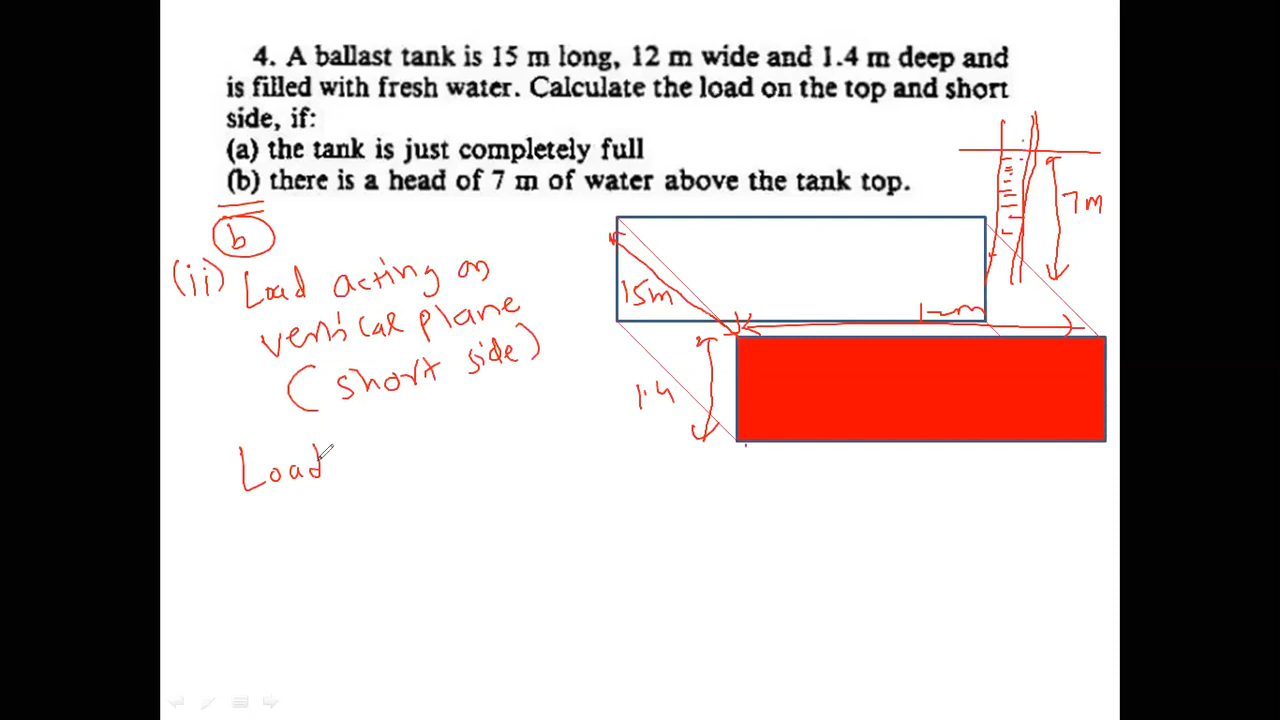 4. A ballast tank is 15 m long, 12 m wide and 1.4 m deep and
is filled with fresh water. Calculate the load on the top and short
side, if:
(a) the tank is just completely full
(b) there is a head of 7 m of water above the tank top.
b
(ii) Load acting on
vertical plane
(short side)
Load
7m
15m
12m
1.4